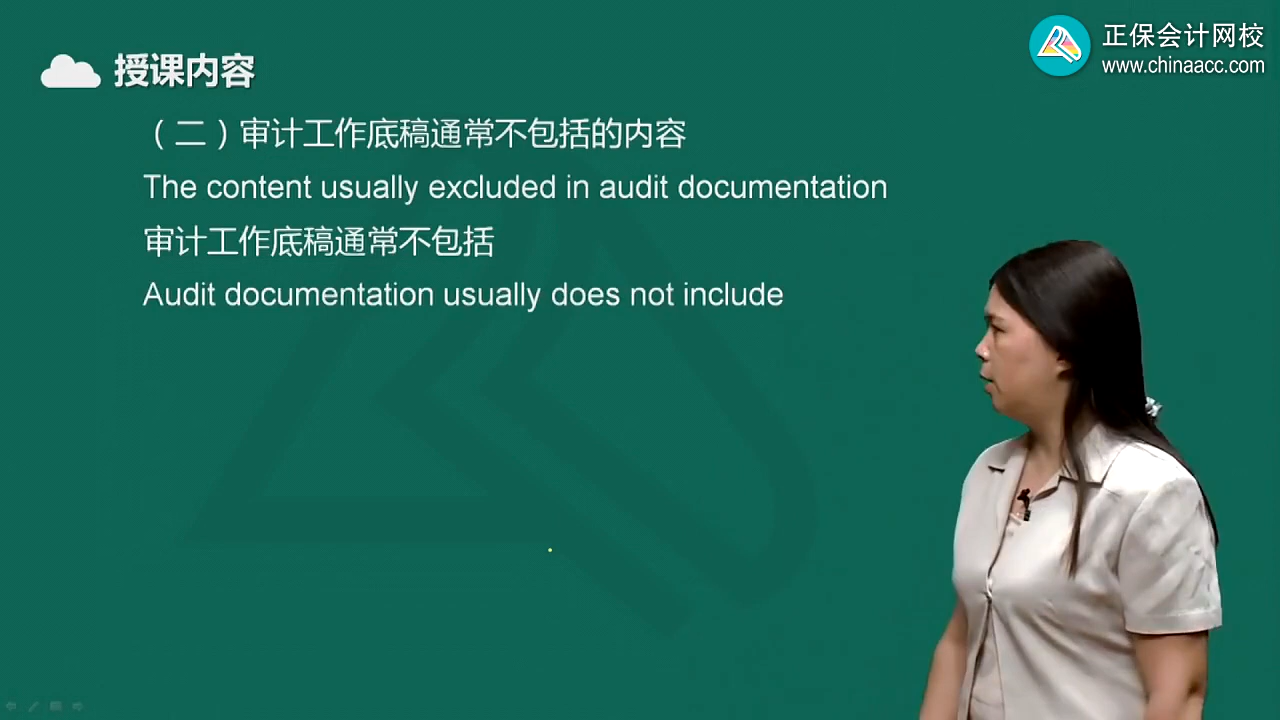 正保会计网校
www.chinaacc.com
授课内容
（二）审计工作底稿通常不包括的内容
The content usually excluded in audit documentation
审计工作底稿通常不包括
Audit documentation usually does not include